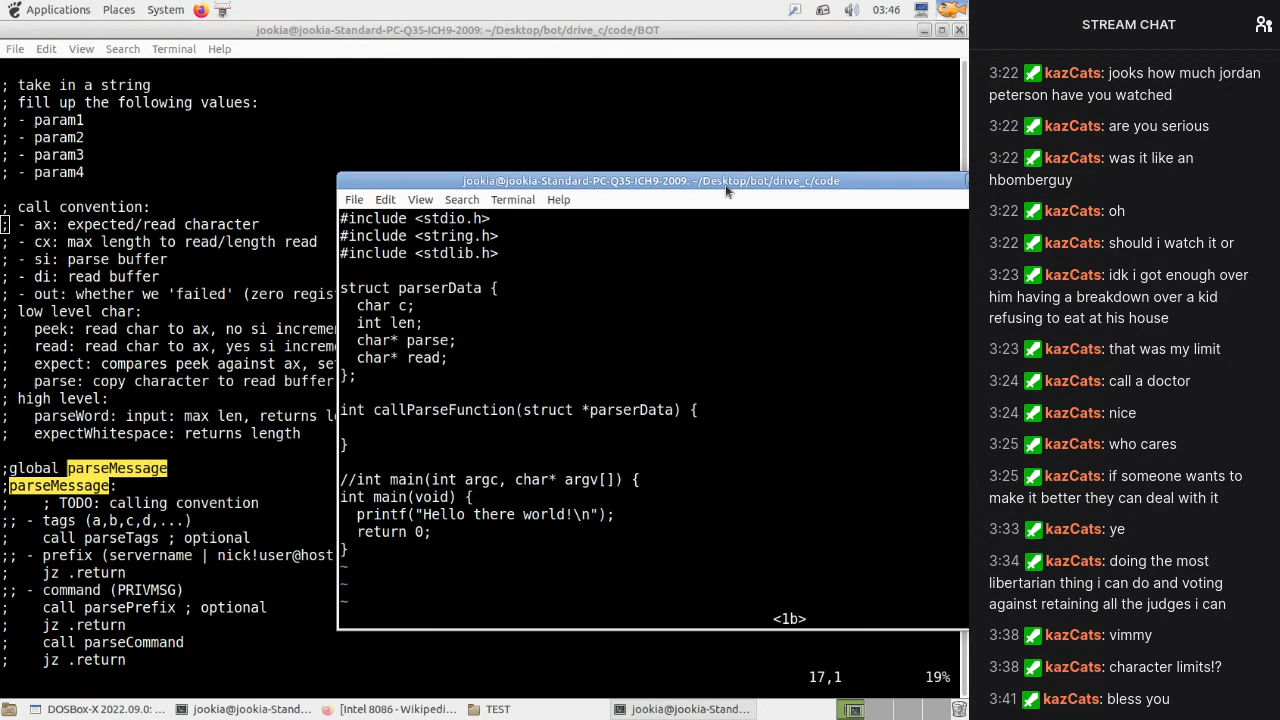 Applications Places System 03:46
jookia@jookia-Standard-PC-Q35-ICH9-2009: ~/Desktop/bot/drive_c/code/BOT
File Edit View Search Terminal Help
; take in a string
; fill up the following values:
; - param1
; - param2
; - param3
; - param4
; call convention:
; - ax: expected/read character
; - cx: max length to read/length read
; - si: parse buffer
; - di: read buffer
; - out: whether we 'failed' (zero regis
; low level char:
;   peek: read char to ax, no si increme
;   read: read char to ax, yes si increm
;   expect: compares peek against ax, se
;   parse: copy character to read buffer
; high level:
;   parseWord: input: max len, returns l
;   expectWhitespace: returns length
;global parseMessage
;parseMessage:
;    ; TODO: calling convention
;; - tags (a,b,c,d,...)
;    call parseTags ; optional
;; - prefix (servername | nick!user@host
;    jz .return
;; - command (PRIVMSG)
;    call parsePrefix ; optional
;    jz .return
;    call parseCommand
;    jz .return
17,1 19%
jookia@jookia-Standard-PC-Q35-ICH9-2009: ~/Desktop/bot/drive_c/code
File Edit View Search Terminal Help
#include <stdio.h>
#include <string.h>
#include <stdlib.h>
struct parserData {
  char c;
  int len;
  char* parse;
  char* read;
};
int callParseFunction(struct *parserData) {
}
//int main(int argc, char* argv[]) {
int main(void) {
  printf("Hello there world!\n");
  return 0;
}
~
~
~
<1b>
DOSBox-X 2022.09.0: ... jookia@jookia-Stand... [Intel 8086 - Wikipedi... TEST jookia@jookia-Stand...
STREAM CHAT
3:22 kazCats: jooks how much jordan
peterson have you watched
3:22 kazCats: are you serious
3:22 kazCats: was it like an
hbomberguy
3:22 kazCats: oh
3:22 kazCats: should i watch it or
3:23 kazCats: idk i got enough over
him having a breakdown over a kid
refusing to eat at his house
3:23 kazCats: that was my limit
3:24 kazCats: call a doctor
3:24 kazCats: nice
3:25 kazCats: who cares
3:25 kazCats: if someone wants to
make it better they can deal with it
3:33 kazCats: ye
3:34 kazCats: doing the most
libertarian thing i can do and voting
against retaining all the judges i can
3:38 kazCats: vimmy
3:38 kazCats: character limits!?
3:41 kazCats: bless you